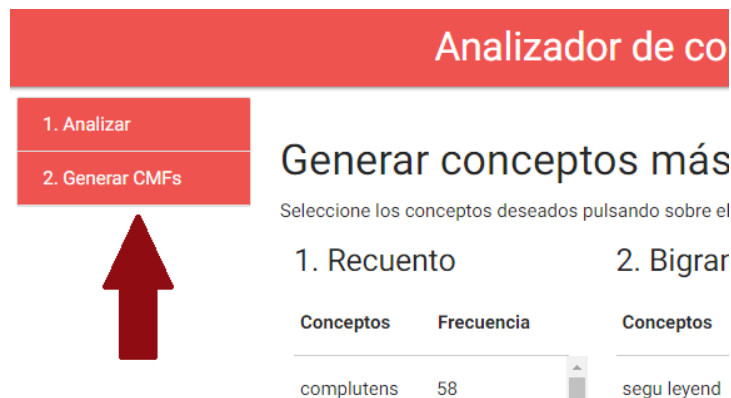 Analizador de co
1. Analizar
2. Generar CMFs
Generar conceptos más
Seleccione los conceptos deseados pulsando sobre el
1. Recuento
2. Bigran
Conceptos Frecuencia
Conceptos
complutens 58
segu leyend